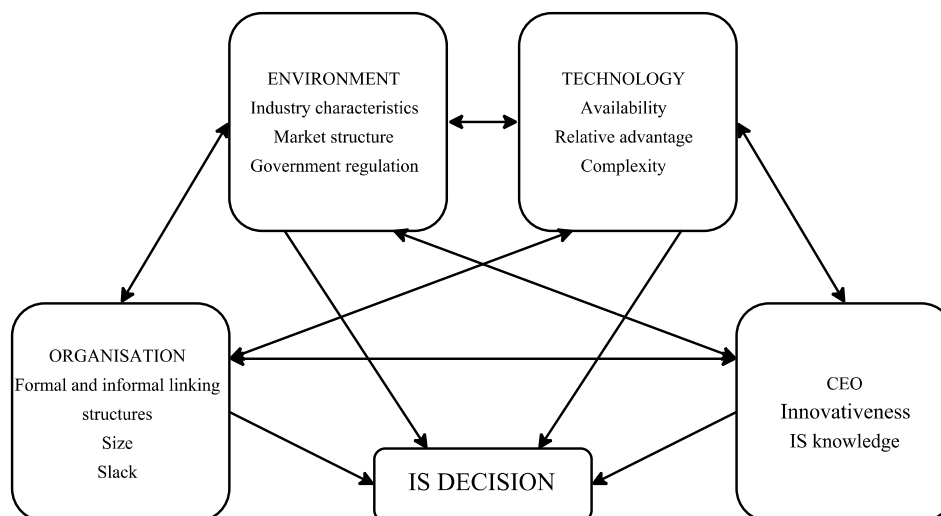 ENVIRONMENT
Industry characteristics
Market structure
Government regulation
TECHNOLOGY
Availability
Relative advantage
Complexity
ORGANISATION
Formal and informal linking
structures
Size
Slack
CEO
Innovativeness
IS knowledge
IS DECISION